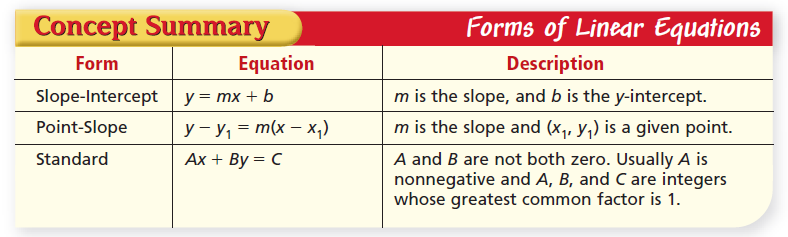 Concept Summary
Forms of Linear Equations
Form Equation Description
Slope-Intercept y = mx + b m is the slope, and b is the y-intercept.
Point-Slope y − y₁ = m(x − x₁) m is the slope and (x₁, y₁) is a given point.
Standard Ax + By = C A and B are not both zero. Usually A is
nonnegative and A, B, and C are integers
whose greatest common factor is 1.